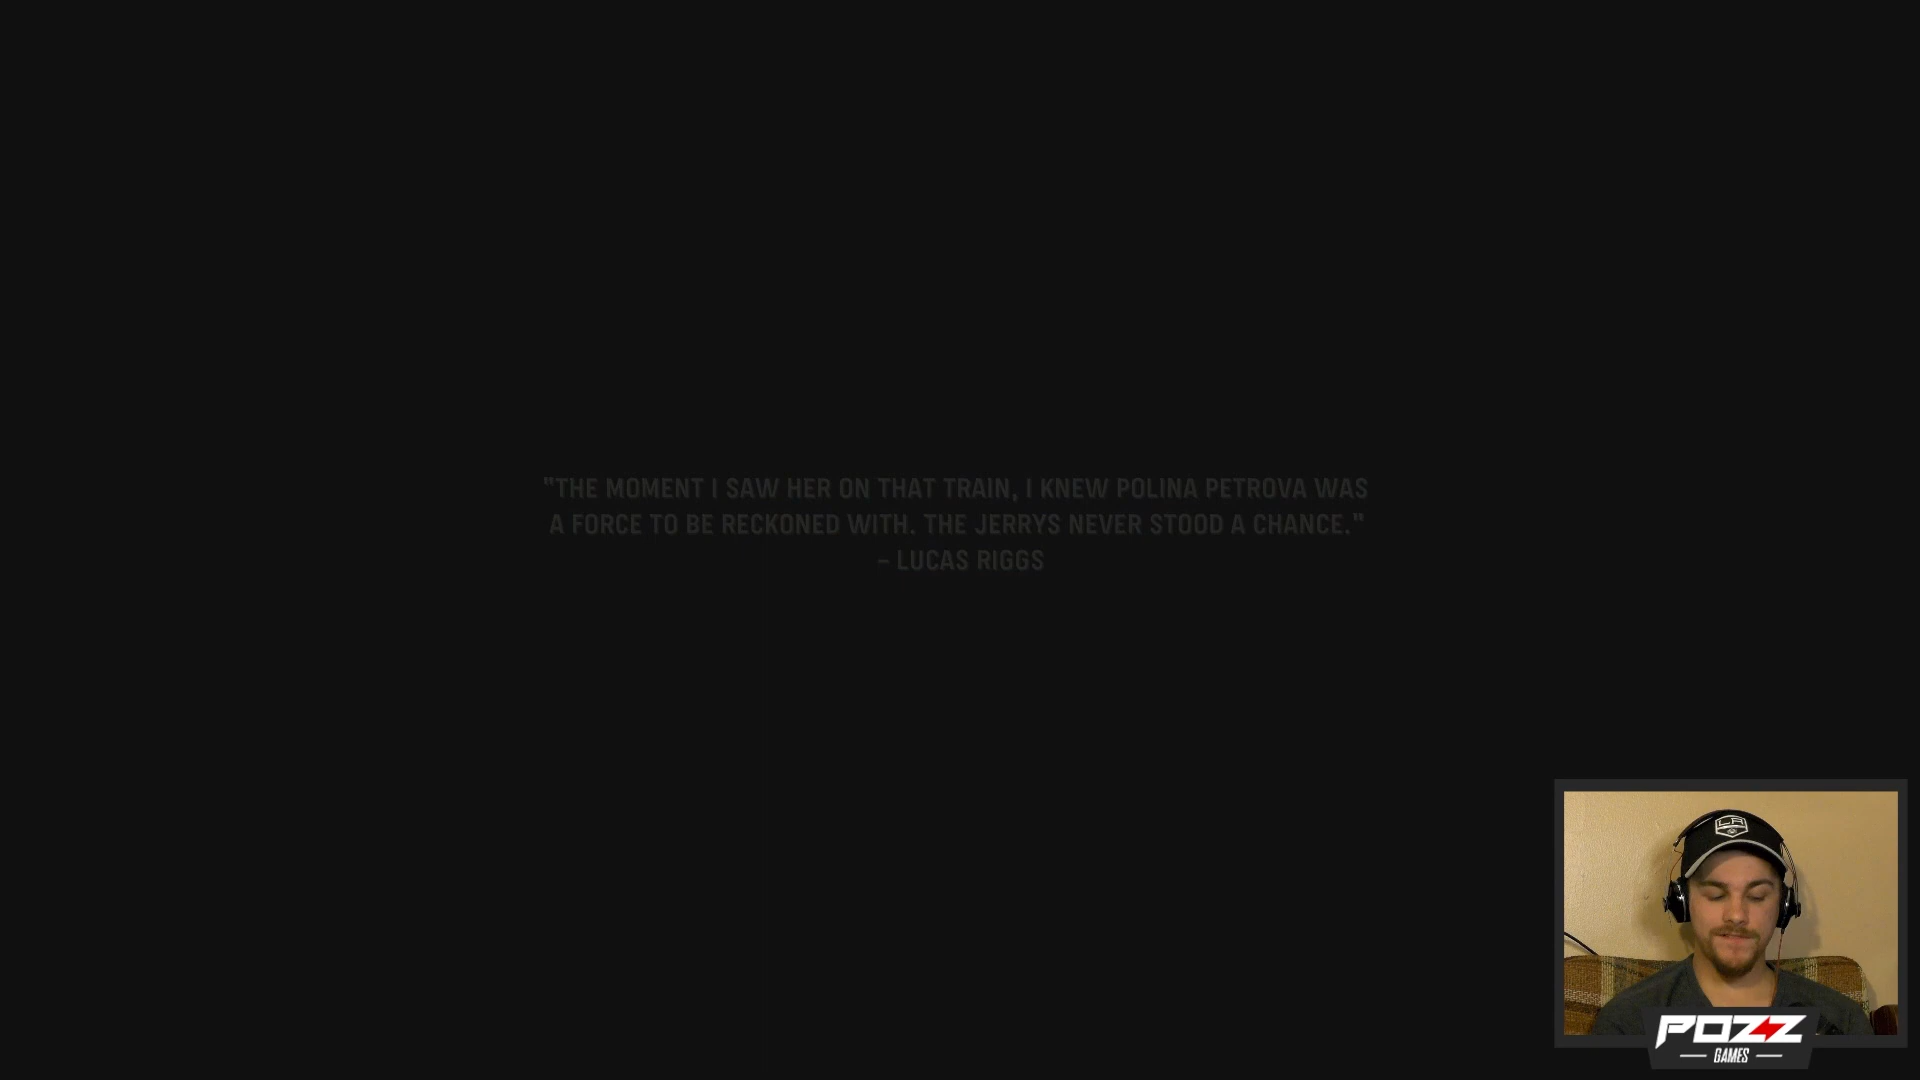 "THE MOMENT I SAW HER ON THAT TRAIN, I KNEW POLINA PETROVA WAS
A FORCE TO BE RECKONED WITH. THE JERRYS NEVER STOOD A CHANCE."
– LUCAS RIGGS
LA
POZZ
GAMES